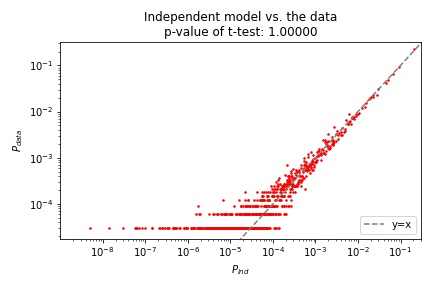 Independent model vs. the data
p-value of t-test: 1.00000
10⁻¹
10⁻²
10⁻³
10⁻⁴
P_data
10⁻⁸ 10⁻⁷ 10⁻⁶ 10⁻⁵ 10⁻⁴ 10⁻³ 10⁻² 10⁻¹
P_ind
y=x